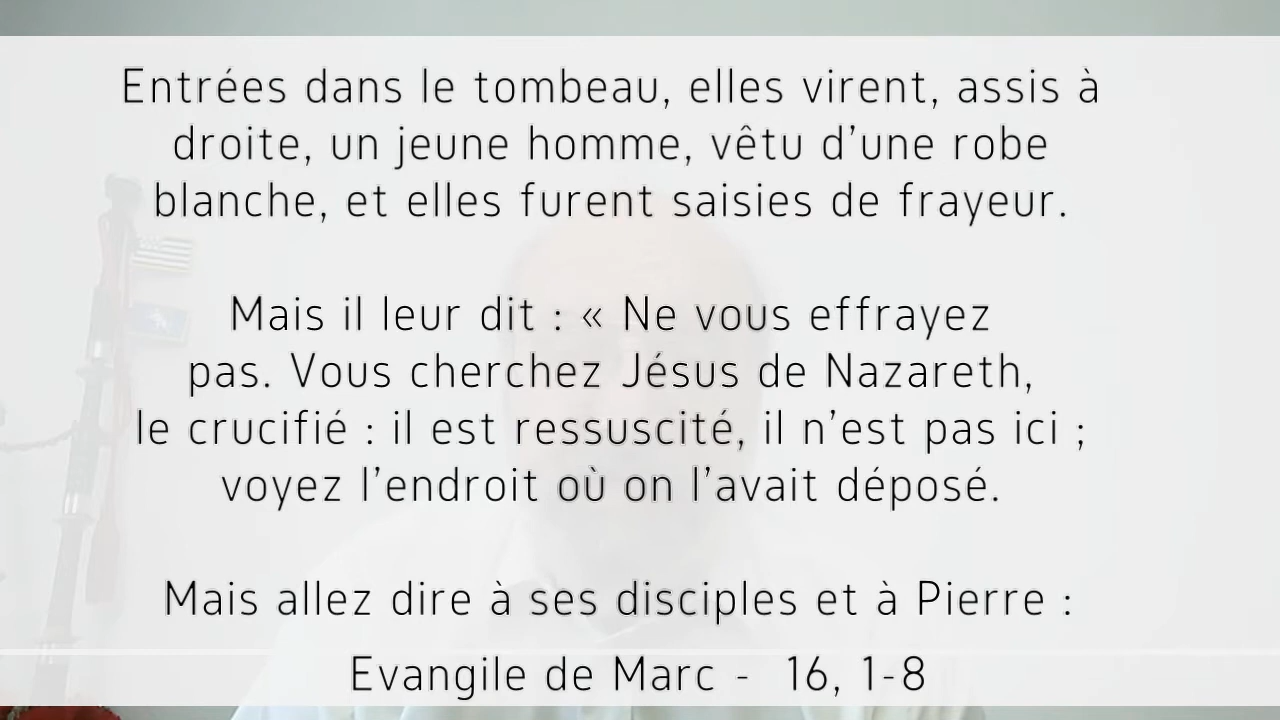 Entrées dans le tombeau, elles virent, assis à
droite, un jeune homme, vêtu d’une robe
blanche, et elles furent saisies de frayeur.
Mais il leur dit : « Ne vous effrayez
pas. Vous cherchez Jésus de Nazareth,
le crucifié : il est ressuscité, il n’est pas ici ;
voyez l’endroit où on l’avait déposé.
Mais allez dire à ses disciples et à Pierre :
Evangile de Marc -  16, 1-8